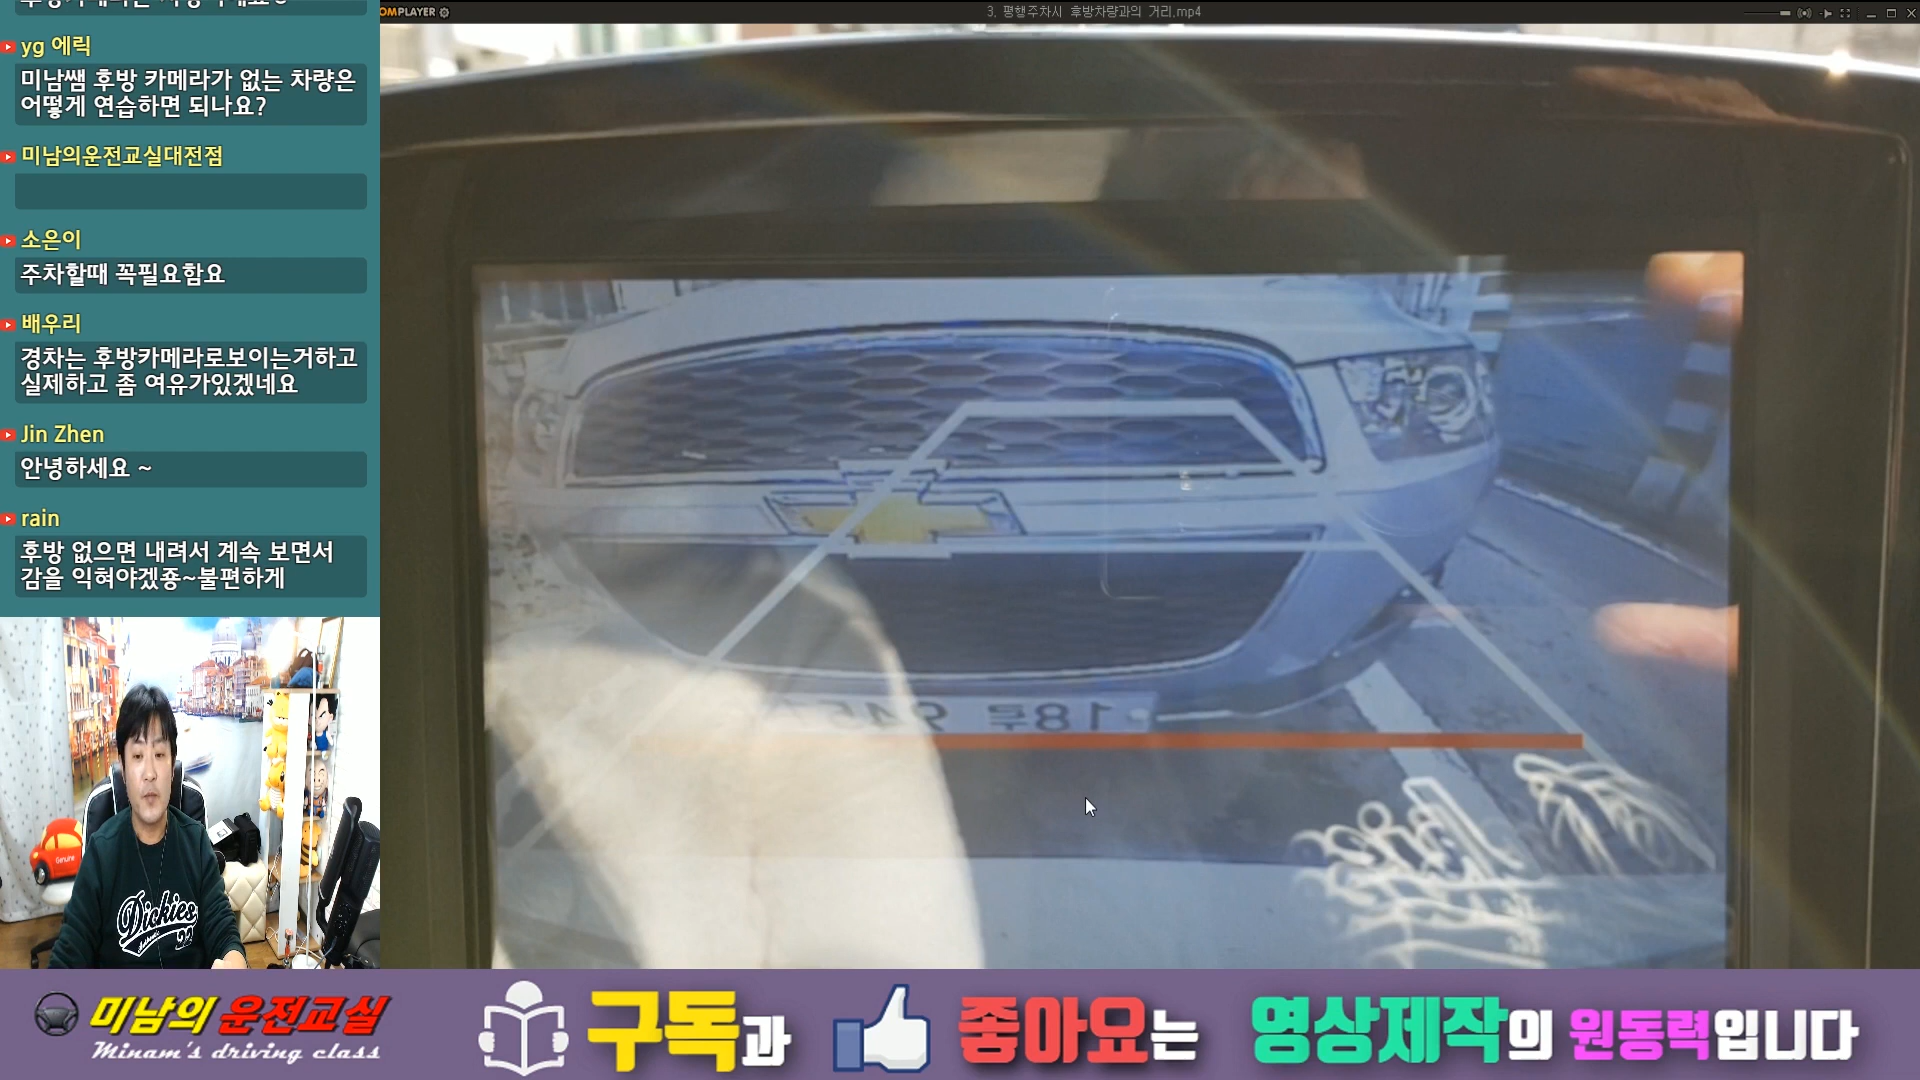 OMPLAYER
3. 평행주차시 후방차량과의 거리.mp4
yg 에릭
미남쌤 후방 카메라가 없는 차량은
어떻게 연습하면 되나요?
미남의운전교실대전점
소은이
주차할때 꼭필요함요
배우리
경차는 후방카메라로보이는거하고
실제하고 좀 여유가있겠네요
Jin Zhen
안녕하세요 ~
rain
후방 없으면 내려서 계속 보면서
감을 익혀야겠죵~불편하게
Genuine
Dickies
미남의 운전교실
Minam's driving class
구독과
좋아요는
영상제작의 원동력입니다